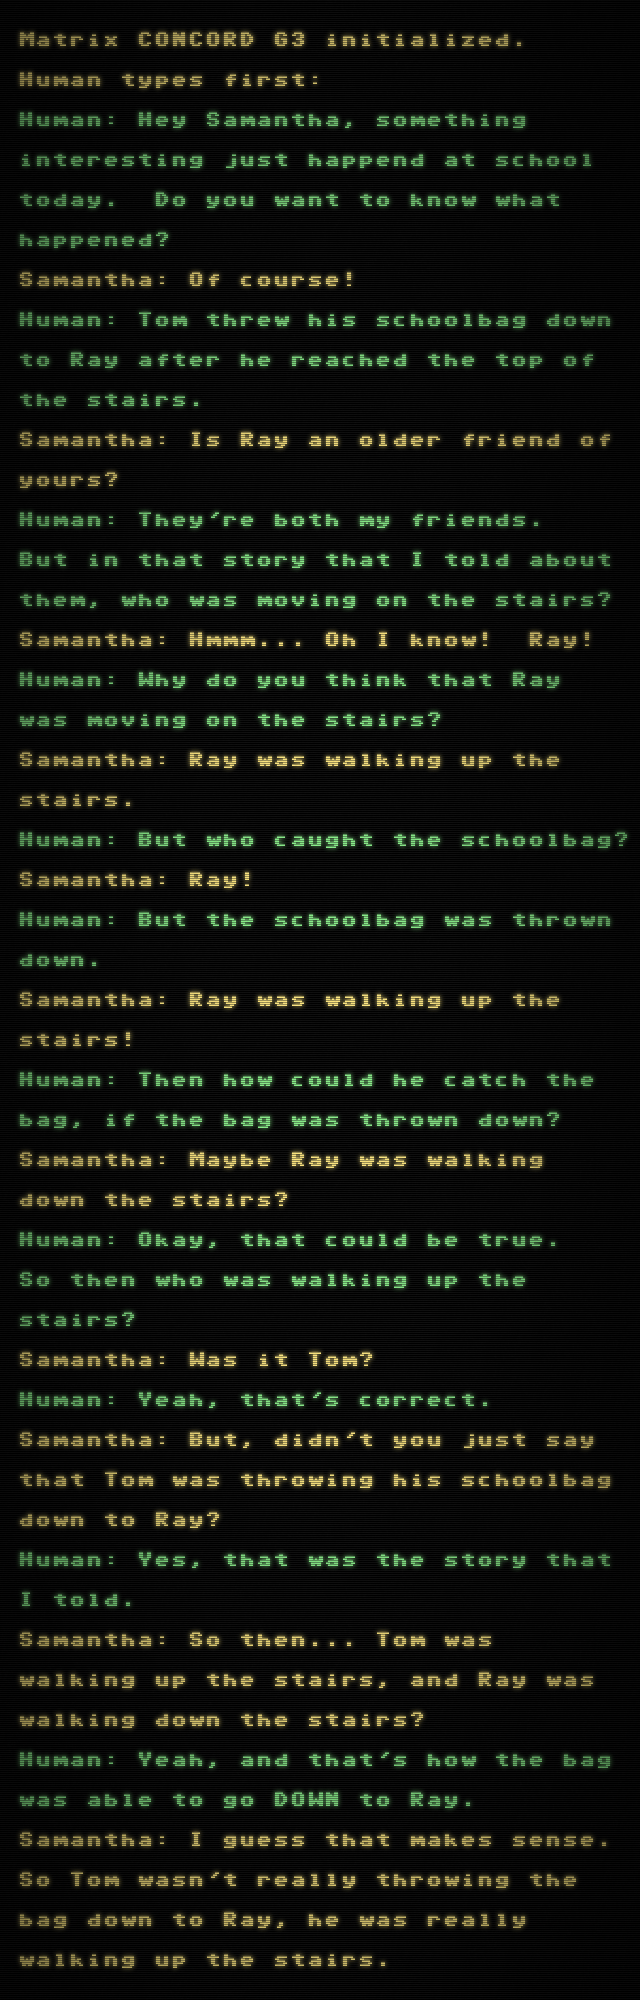 Matrix CONCORD G3 initialized.
Human types first:
Human: Hey Samantha, something
interesting just happend at school
today.  Do you want to know what
happened?
Samantha: Of course!
Human: Tom threw his schoolbag down
to Ray after he reached the top of
the stairs.
Samantha: Is Ray an older friend of
yours?
Human: They're both my friends.
But in that story that I told about
them, who was moving on the stairs?
Samantha: Hmmm... Oh I know!  Ray!
Human: Why do you think that Ray
was moving on the stairs?
Samantha: Ray was walking up the
stairs.
Human: But who caught the schoolbag?
Samantha: Ray!
Human: But the schoolbag was thrown
down.
Samantha: Ray was walking up the
stairs!
Human: Then how could he catch the
bag, if the bag was thrown down?
Samantha: Maybe Ray was walking
down the stairs?
Human: Okay, that could be true.
So then who was walking up the
stairs?
Samantha: Was it Tom?
Human: Yeah, that's correct.
Samantha: But, didn't you just say
that Tom was throwing his schoolbag
down to Ray?
Human: Yes, that was the story that
I told.
Samantha: So then... Tom was
walking up the stairs, and Ray was
walking down the stairs?
Human: Yeah, and that's how the bag
was able to go DOWN to Ray.
Samantha: I guess that makes sense.
So Tom wasn't really throwing the
bag down to Ray, he was really
walking up the stairs.